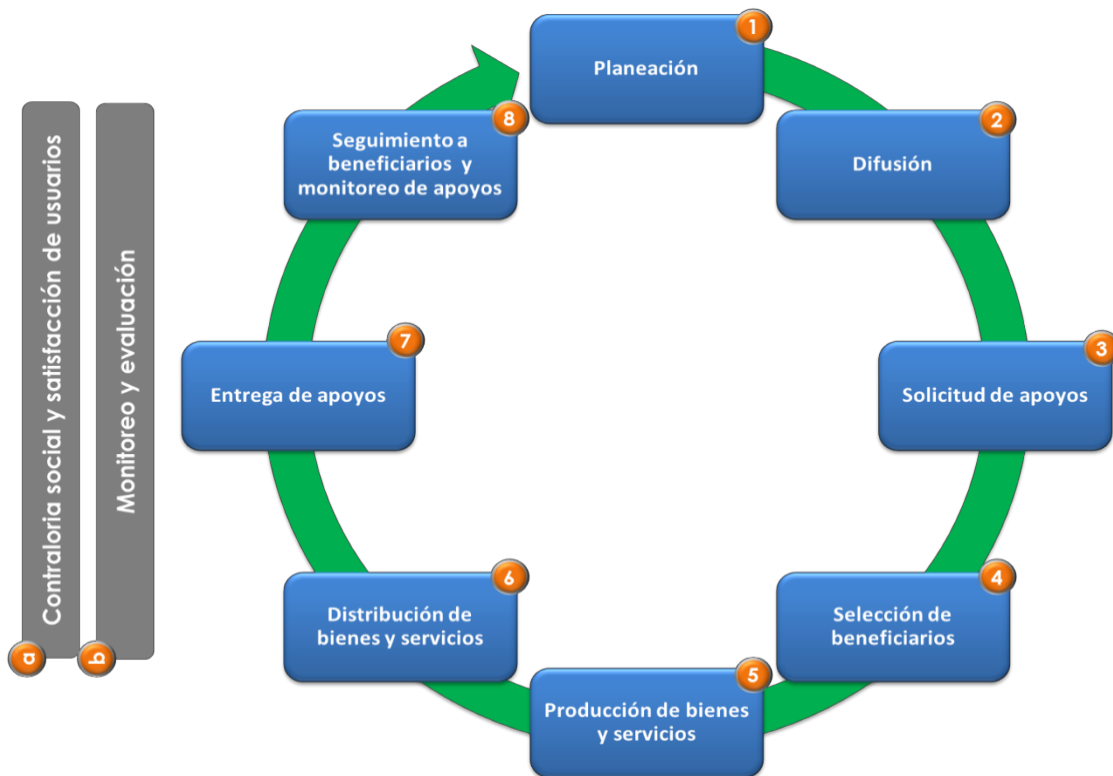 1
Planeación
2
Difusión
3
Solicitud de apoyos
4
Selección de
beneficiarios
5
Producción de bienes
y servicios
6
Distribución de
bienes y servicios
7
Entrega de apoyos
8
Seguimiento a
beneficiarios y
monitoreo de apoyos
a
Contraloria social y satisfacción de usuarios
b
Monitoreo y evaluación